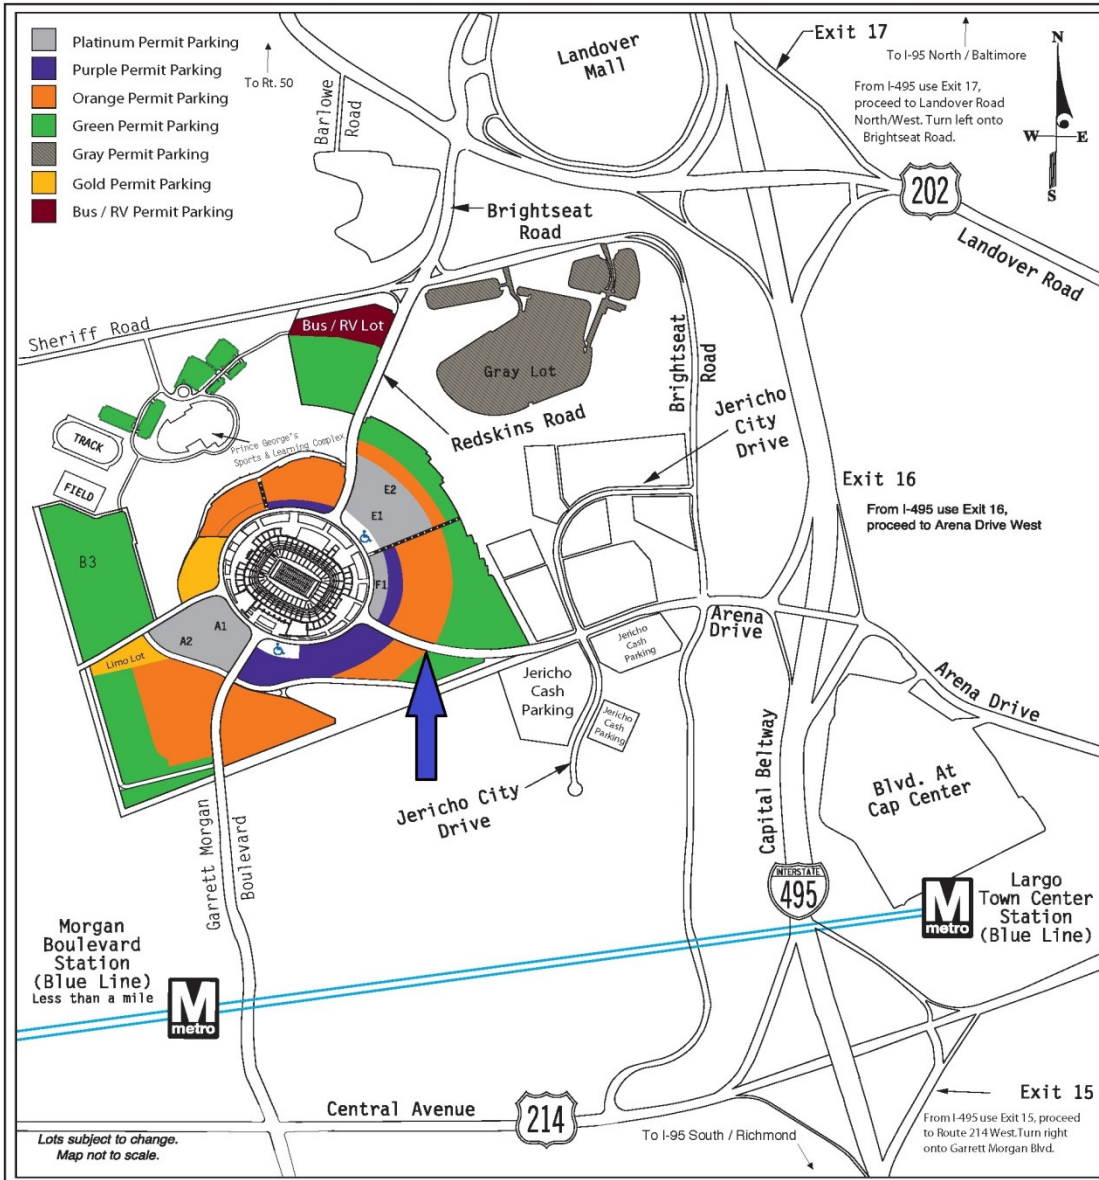 Platinum Permit Parking
Purple Permit Parking
Orange Permit Parking
Green Permit Parking
Gray Permit Parking
Gold Permit Parking
Bus / RV Permit Parking
To Rt. 50
Barlowe
Road
Landover
Mall
Exit 17
To I-95 North / Baltimore
From I-495 use Exit 17,
proceed to Landover Road
North/West. Turn left onto
Brightseat Road.
N
W E
S
202
Landover Road
Brightseat
Road
Sheriff Road
Bus / RV Lot
Gray Lot
Redskins Road
Brightseat
Road
Jericho
City
Drive
TRACK
FIELD
Prince George's
Sports & Learning Complex
Exit 16
From I-495 use Exit 16,
proceed to Arena Drive West
E2
E1
F1
B3
A1
A2
Limo Lot
Arena
Drive
Jericho
Cash
Parking
Jericho
Cash
Parking
Jericho
Cash
Parking
Arena Drive
Jericho City
Drive
Capital Beltway
Blvd. At
Cap Center
Garrett Morgan
Boulevard
INTERSTATE
495
M
metro
Largo
Town Center
Station
(Blue Line)
Morgan
Boulevard
Station
(Blue Line)
Less than a mile
M
metro
Central Avenue
214
Exit 15
From I-495 use Exit 15, proceed
to Route 214 West.Turn right
onto Garrett Morgan Blvd.
To I-95 South / Richmond
Lots subject to change.
Map not to scale.